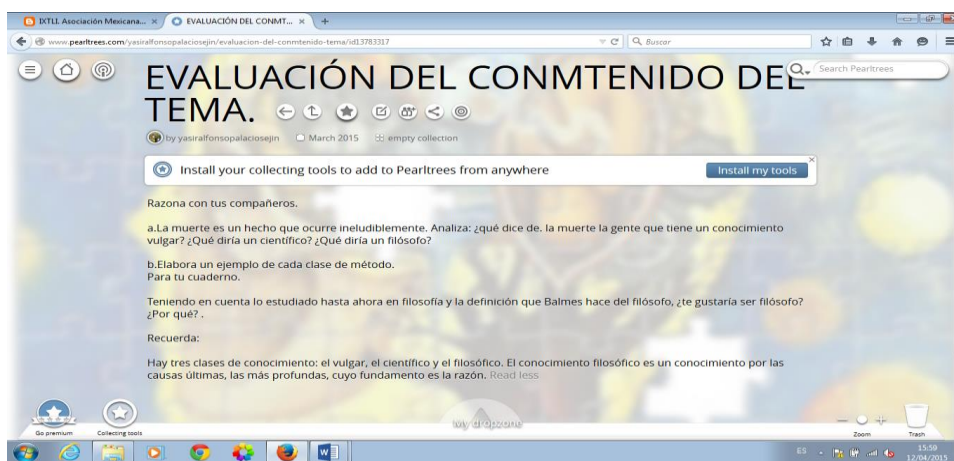 IXTLI. Asociación Mexicana...
EVALUACIÓN DEL CONMT...
www.pearltrees.com/yasiralfonsopalaciosejin/evaluacion-del-conmtenido-tema/id13783317
Buscar
EVALUACIÓN DEL CONMTENIDO DEL
TEMA.
Search Pearltrees
by yasiralfonsopalaciosejin March 2015 empty collection
Install your collecting tools to add to Pearltrees from anywhere
Install my tools
Razona con tus compañeros.
a.La muerte es un hecho que ocurre ineludiblemente. Analiza: ¿qué dice de. la muerte la gente que tiene un conocimiento
vulgar? ¿Qué diría un científico? ¿Qué diría un filósofo?
b.Elabora un ejemplo de cada clase de método.
Para tu cuaderno.
Teniendo en cuenta lo estudiado hasta ahora en filosofía y la definición que Balmes hace del filósofo, ¿te gustaría ser filósofo?
¿Por qué? .
Recuerda:
Hay tres clases de conocimiento: el vulgar, el científico y el filosófico. El conocimiento filosófico es un conocimiento por las
causas últimas, las más profundas, cuyo fundamento es la razón. Read less
Go premium
Collecting tools
My dropzone
Zoom
Trash
ES
15:59
12/04/2015